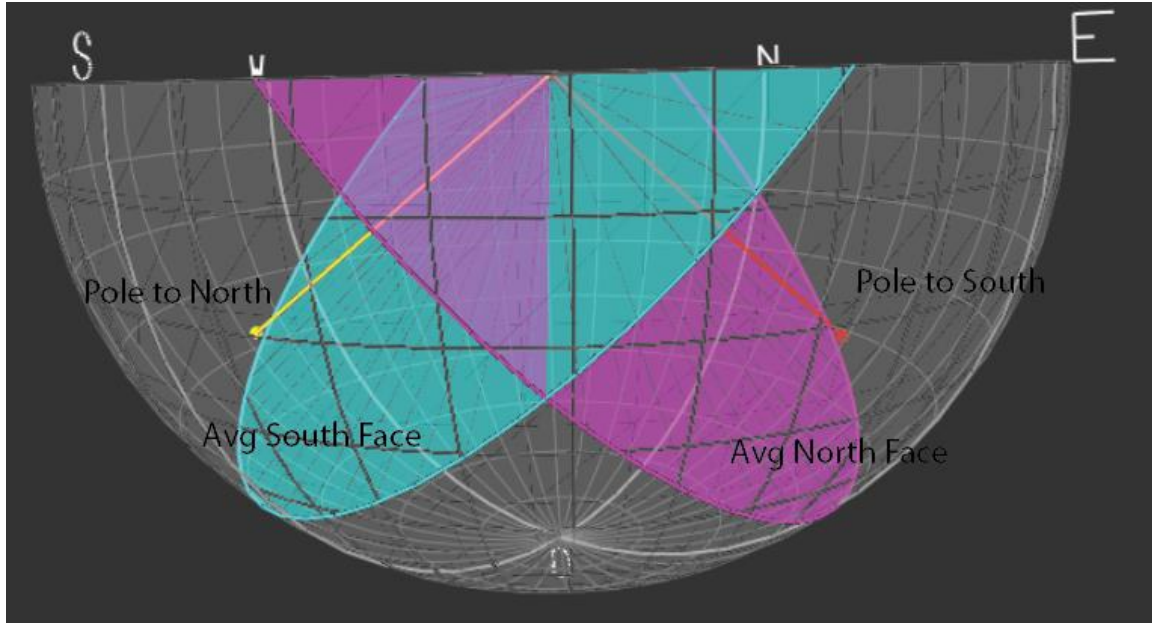 S
W
N
E
Pole to North
Pole to South
Avg South Face
Avg North Face